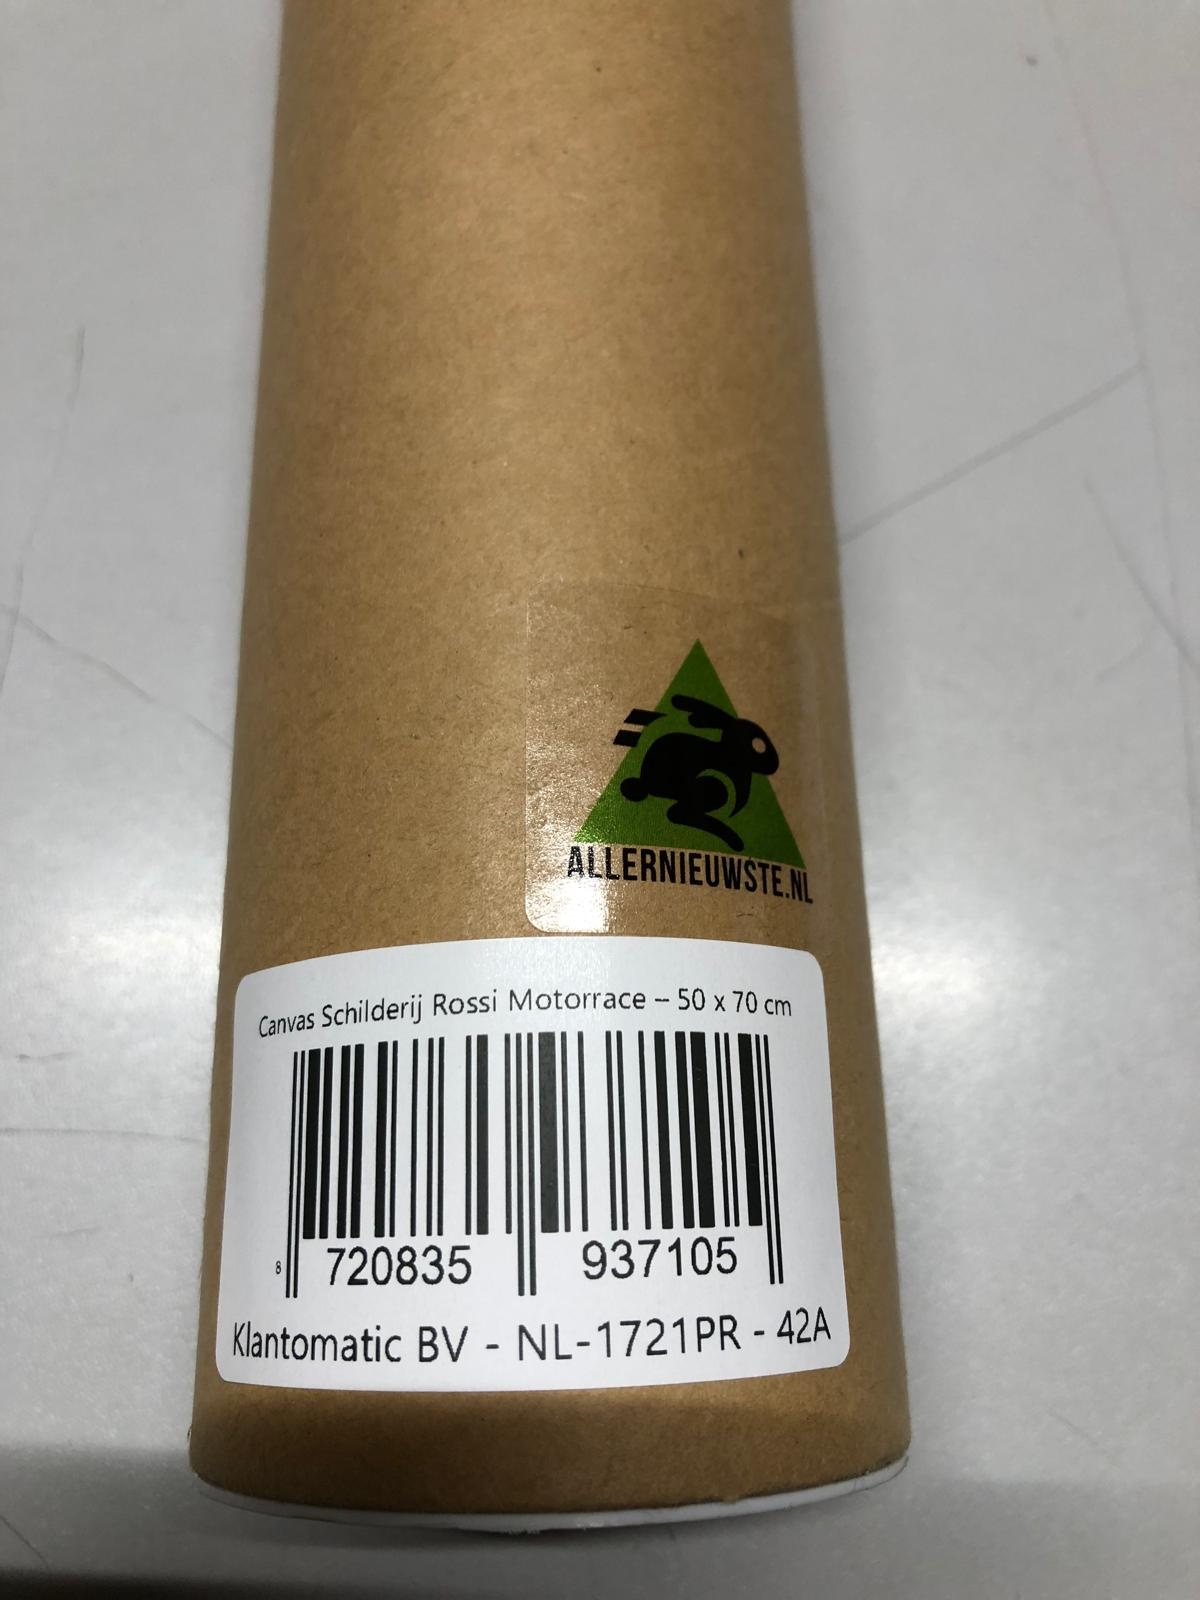 ALLERNIEUWSTE.NL
Canvas Schilderij Rossi Motorrace – 50 x 70 cm
8 720835 937105
Klantomatic BV - NL-1721PR - 42A